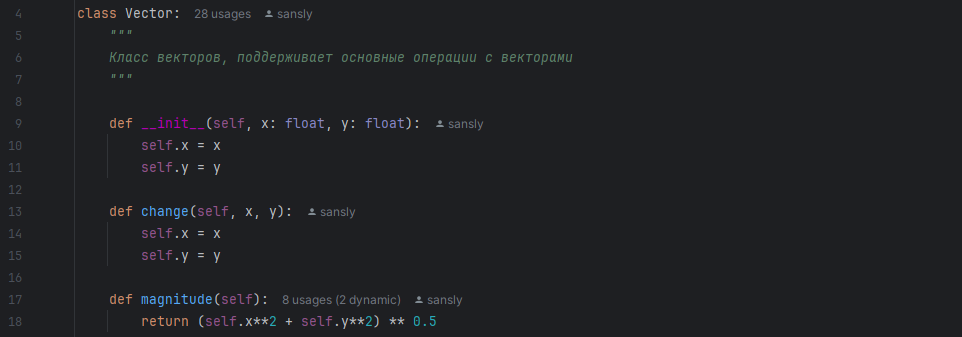 4 class Vector: 28 usages sansly
5 """
6 Класс векторов, поддерживает основные операции с векторами
7 """
8
9 def __init__(self, x: float, y: float): sansly
10 self.x = x
11 self.y = y
12
13 def change(self, x, y): sansly
14 self.x = x
15 self.y = y
16
17 def magnitude(self): 8 usages (2 dynamic) sansly
18 return (self.x**2 + self.y**2) ** 0.5